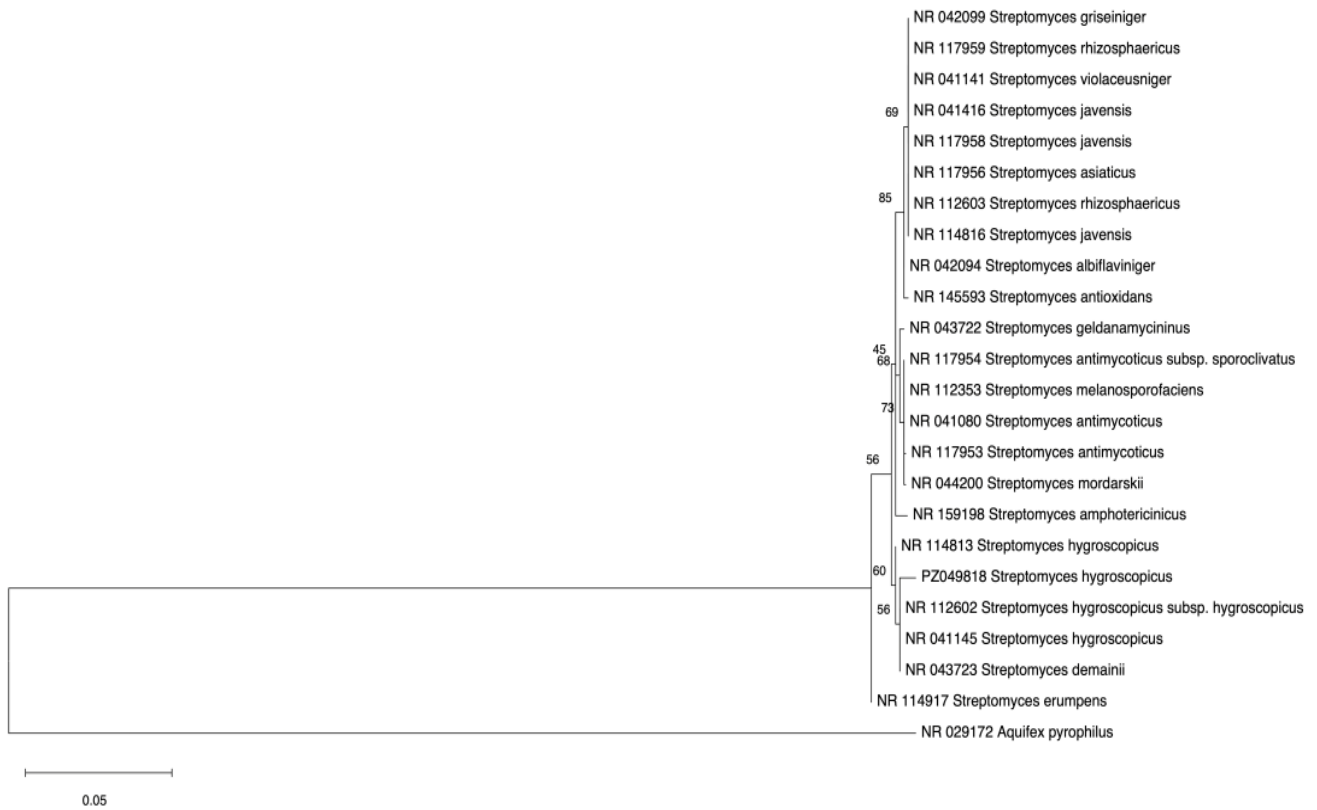 NR 042099 Streptomyces griseiniger
NR 117959 Streptomyces rhizosphaericus
NR 041141 Streptomyces violaceusniger
69
NR 041416 Streptomyces javensis
NR 117958 Streptomyces javensis
NR 117956 Streptomyces asiaticus
85
NR 112603 Streptomyces rhizosphaericus
NR 114816 Streptomyces javensis
NR 042094 Streptomyces albiflaviniger
NR 145593 Streptomyces antioxidans
NR 043722 Streptomyces geldanamycininus
45
68
NR 117954 Streptomyces antimycoticus subsp. sporoclivatus
NR 112353 Streptomyces melanosporofaciens
73
NR 041080 Streptomyces antimycoticus
NR 117953 Streptomyces antimycoticus
56
NR 044200 Streptomyces mordarskii
NR 159198 Streptomyces amphotericinicus
NR 114813 Streptomyces hygroscopicus
60
PZ049818 Streptomyces hygroscopicus
56
NR 112602 Streptomyces hygroscopicus subsp. hygroscopicus
NR 041145 Streptomyces hygroscopicus
NR 043723 Streptomyces demainii
NR 114917 Streptomyces erumpens
NR 029172 Aquifex pyrophilus
0.05